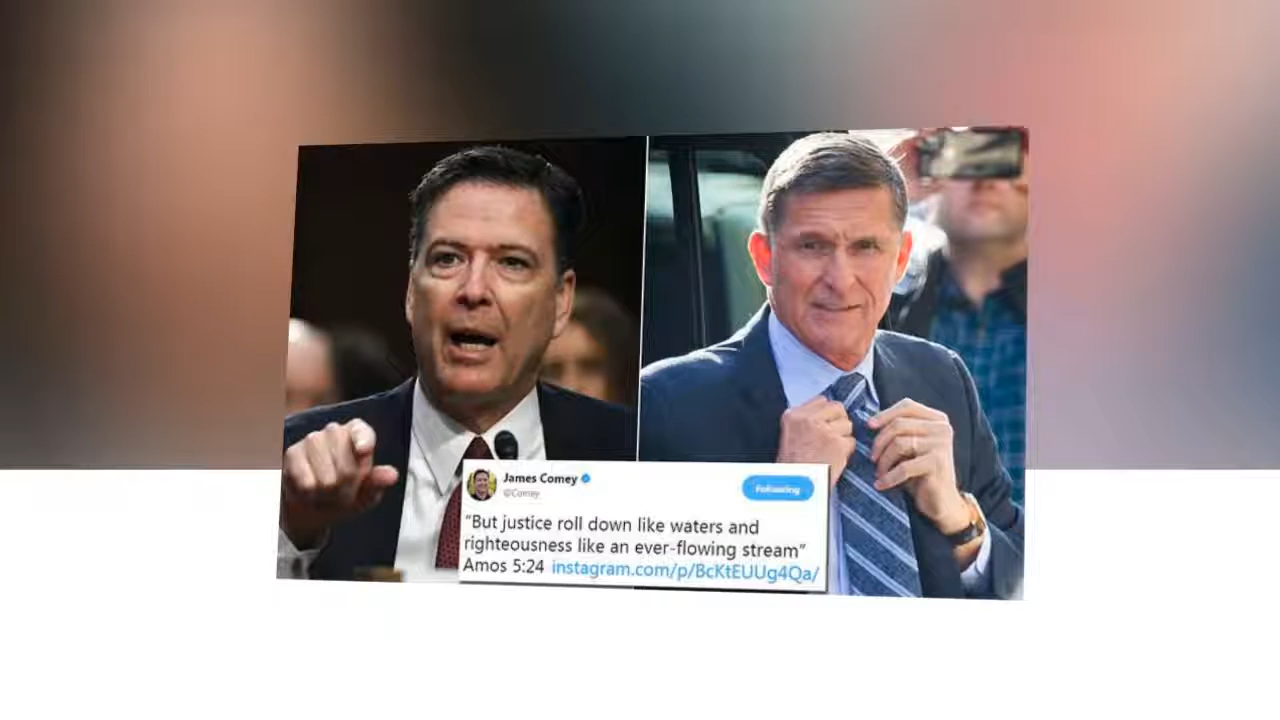 James Comey
@Comey
Following
“But justice roll down like waters and
righteousness like an ever-flowing stream”
Amos 5:24 instagram.com/p/BcKtEUUg4Qa/